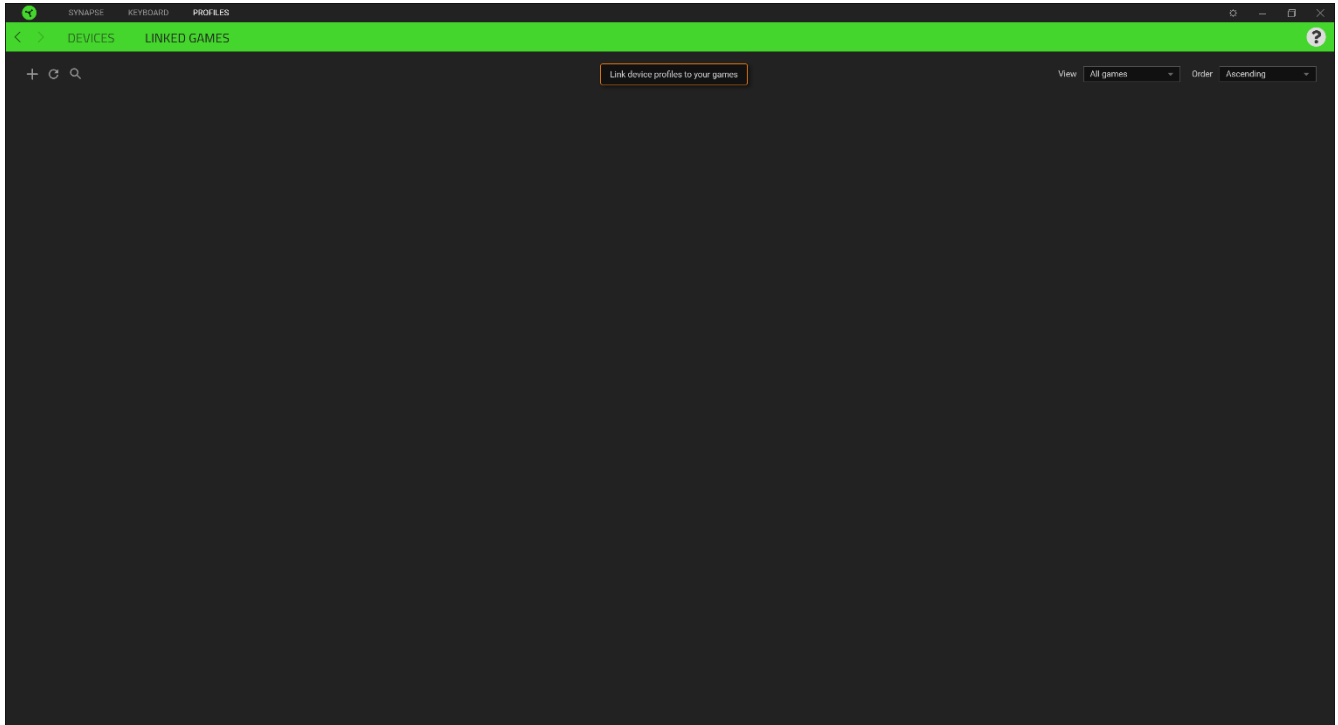 SYNAPSE KEYBOARD PROFILES
DEVICES LINKED GAMES ?
Link device profiles to your games View All games Order Ascending